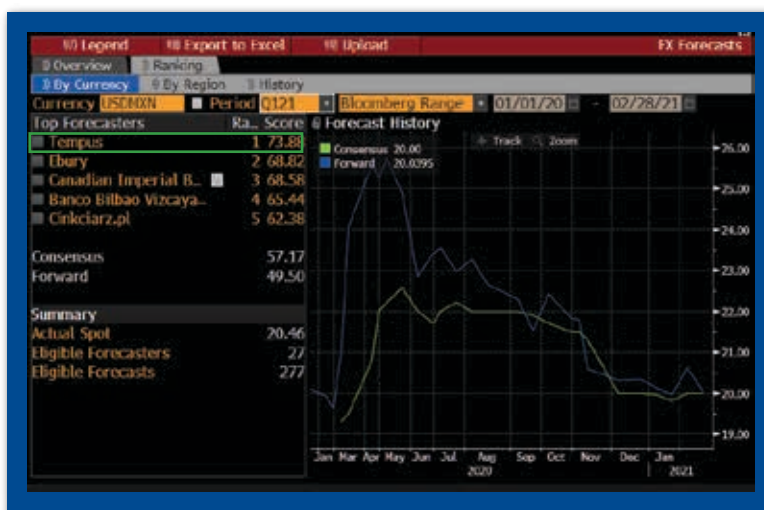 97) Legend 98) Export to Excel 99) Upload FX Forecasts
Overview Ranking
By Currency By Region History
Currency USDMXN Period Q121 Bloomberg Range 01/01/20 - 02/28/21
Top Forecasters Ra... Score Forecast History
Tempus 1 73.88
Ebury 2 68.82
Canadian Imperial B... 3 68.58
Banco Bilbao Vizcaya... 4 65.44
Cinkciarz.pl 5 62.38
Consensus 57.17
Forward 49.50
Summary
Actual Spot 20.46
Eligible Forecasters 27
Eligible Forecasts 277
Track Zoom
Consensus 20.00
Forward 20.0395
26.00
25.00
24.00
23.00
22.00
21.00
20.00
19.00
Jan Mar Apr May Jun Jul Aug Sep Oct Nov Dec Jan
2020 2021